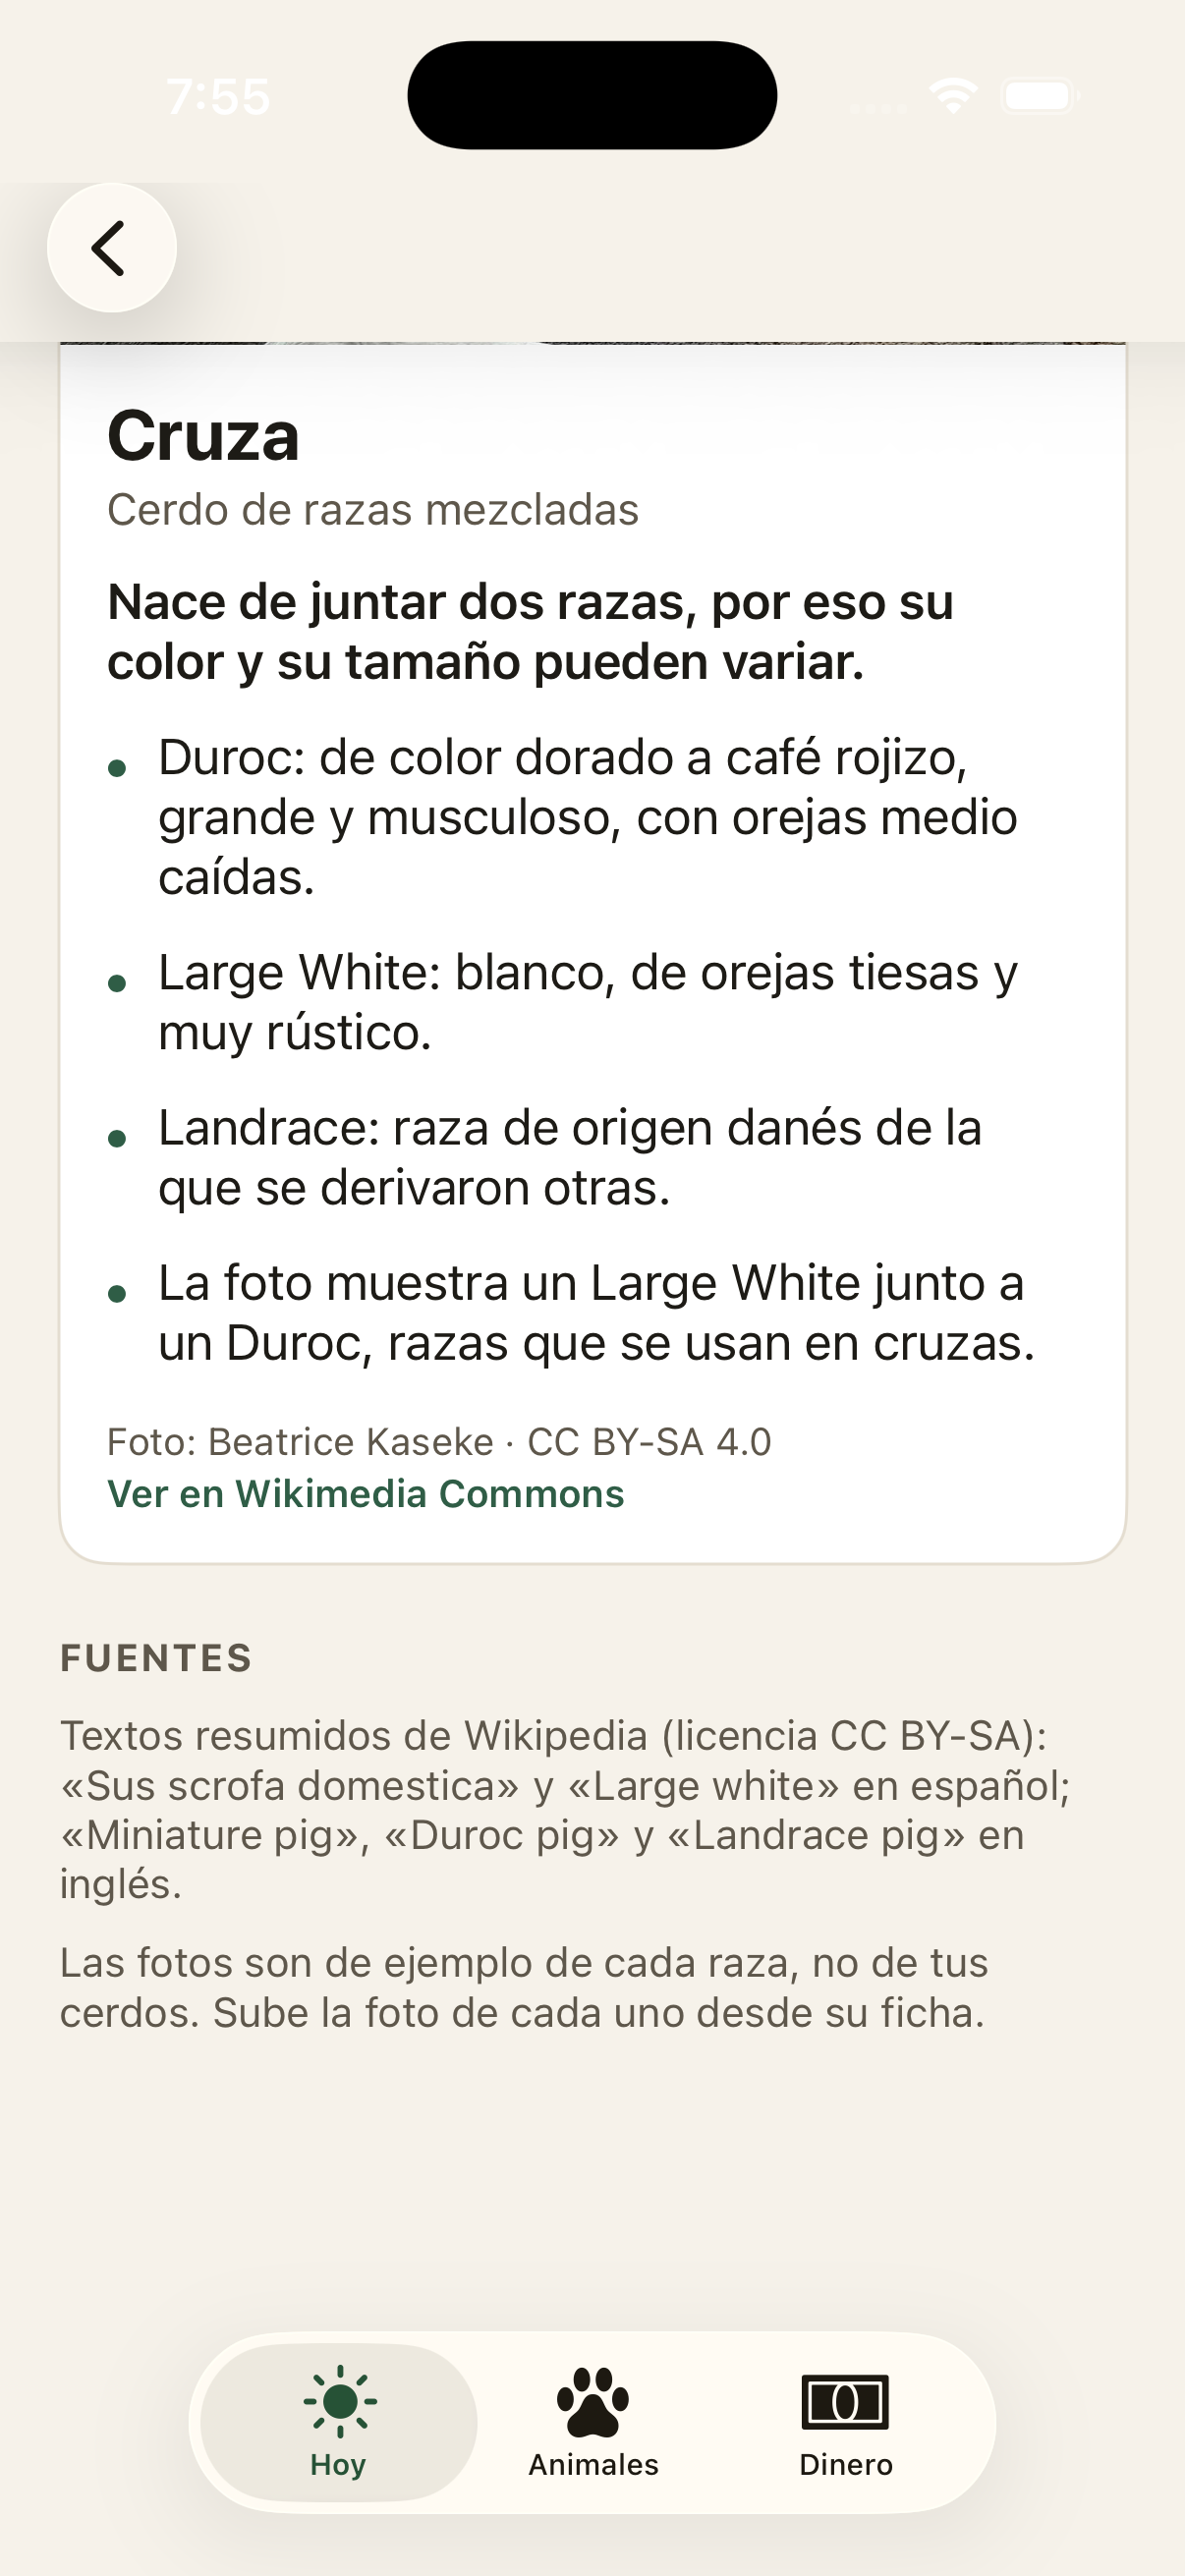 7:55
Cruza
Cerdo de razas mezcladas
Nace de juntar dos razas, por eso su
color y su tamaño pueden variar.
Duroc: de color dorado a café rojizo,
grande y musculoso, con orejas medio
caídas.
Large White: blanco, de orejas tiesas y
muy rústico.
Landrace: raza de origen danés de la
que se derivaron otras.
La foto muestra un Large White junto a
un Duroc, razas que se usan en cruzas.
Foto: Beatrice Kaseke · CC BY-SA 4.0
Ver en Wikimedia Commons
FUENTES
Textos resumidos de Wikipedia (licencia CC BY-SA):
«Sus scrofa domestica» y «Large white» en español;
«Miniature pig», «Duroc pig» y «Landrace pig» en
inglés.
Las fotos son de ejemplo de cada raza, no de tus
cerdos. Sube la foto de cada uno desde su ficha.
Hoy
Animales
Dinero